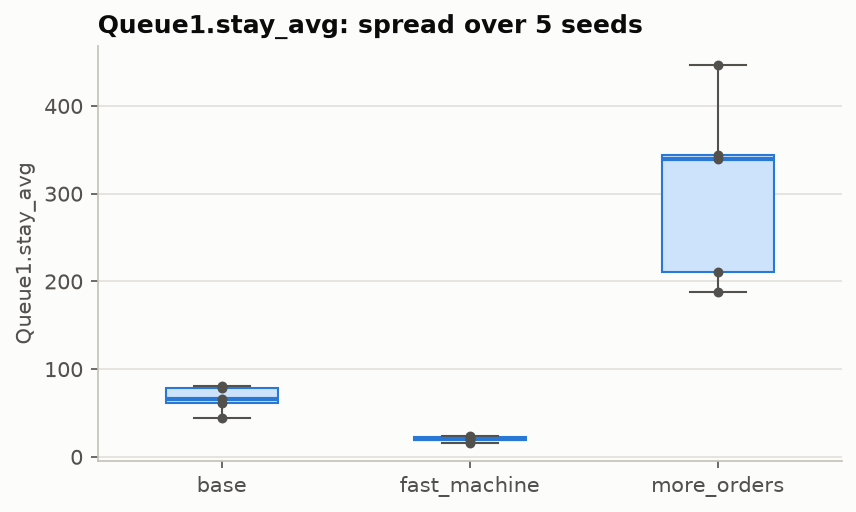 Queue1.stay_avg: spread over 5 seeds
Queue1.stay_avg
400
300
200
100
0
base
fast_machine
more_orders